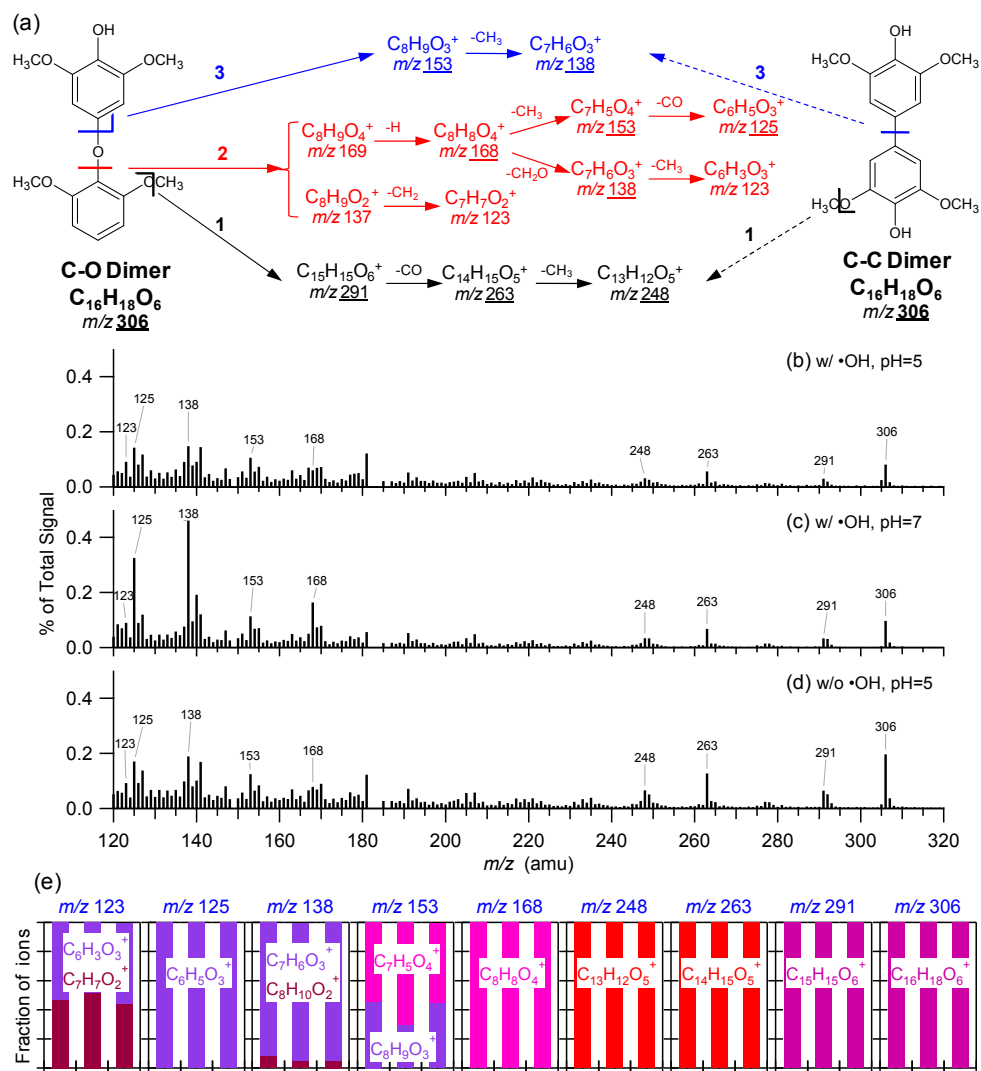 (a)
OH
H₃CO OCH₃
O
H₃CO OCH₃
C-O Dimer
C₁₆H₁₈O₆
m/z 306
3
C₈H₉O₃⁺ -CH₃ C₇H₆O₃⁺
m/z 153 m/z 138
3
2
C₈H₉O₄⁺ -H C₈H₈O₄⁺
m/z 169 m/z 168
-CH₃ C₇H₅O₄⁺ -CO C₆H₅O₃⁺
m/z 153 m/z 125
-CH₂O C₇H₆O₃⁺ -CH₃ C₆H₃O₃⁺
m/z 138 m/z 123
C₈H₉O₂⁺ -CH₂ C₇H₇O₂⁺
m/z 137 m/z 123
1
C₁₅H₁₅O₆⁺ -CO C₁₄H₁₅O₅⁺ -CH₃ C₁₃H₁₂O₅⁺
m/z 291 m/z 263 m/z 248
1
OH
H₃CO OCH₃
H₃CO OCH₃
OH
C-C Dimer
C₁₆H₁₈O₆
m/z 306
% of Total Signal
(b) w/ •OH, pH=5
0.4
0.2
0.0
123 125 138 153 168 248 263 291 306
(c) w/ •OH, pH=7
0.4
0.2
0.0
123 125 138 153 168 248 263 291 306
(d) w/o •OH, pH=5
0.4
0.2
0.0
123 125 138 153 168 248 263 291 306
120 140 160 180 200 220 240 260 280 300 320
m/z (amu)
(e)
m/z 123 m/z 125 m/z 138 m/z 153 m/z 168 m/z 248 m/z 263 m/z 291 m/z 306
Fraction of ions
C₆H₃O₃⁺
C₇H₇O₂⁺
C₆H₅O₃⁺
C₇H₆O₃⁺
C₈H₁₀O₂⁺
C₇H₅O₄⁺
C₈H₉O₃⁺
C₈H₈O₄⁺
C₁₃H₁₂O₅⁺
C₁₄H₁₅O₅⁺
C₁₅H₁₅O₆⁺
C₁₆H₁₈O₆⁺